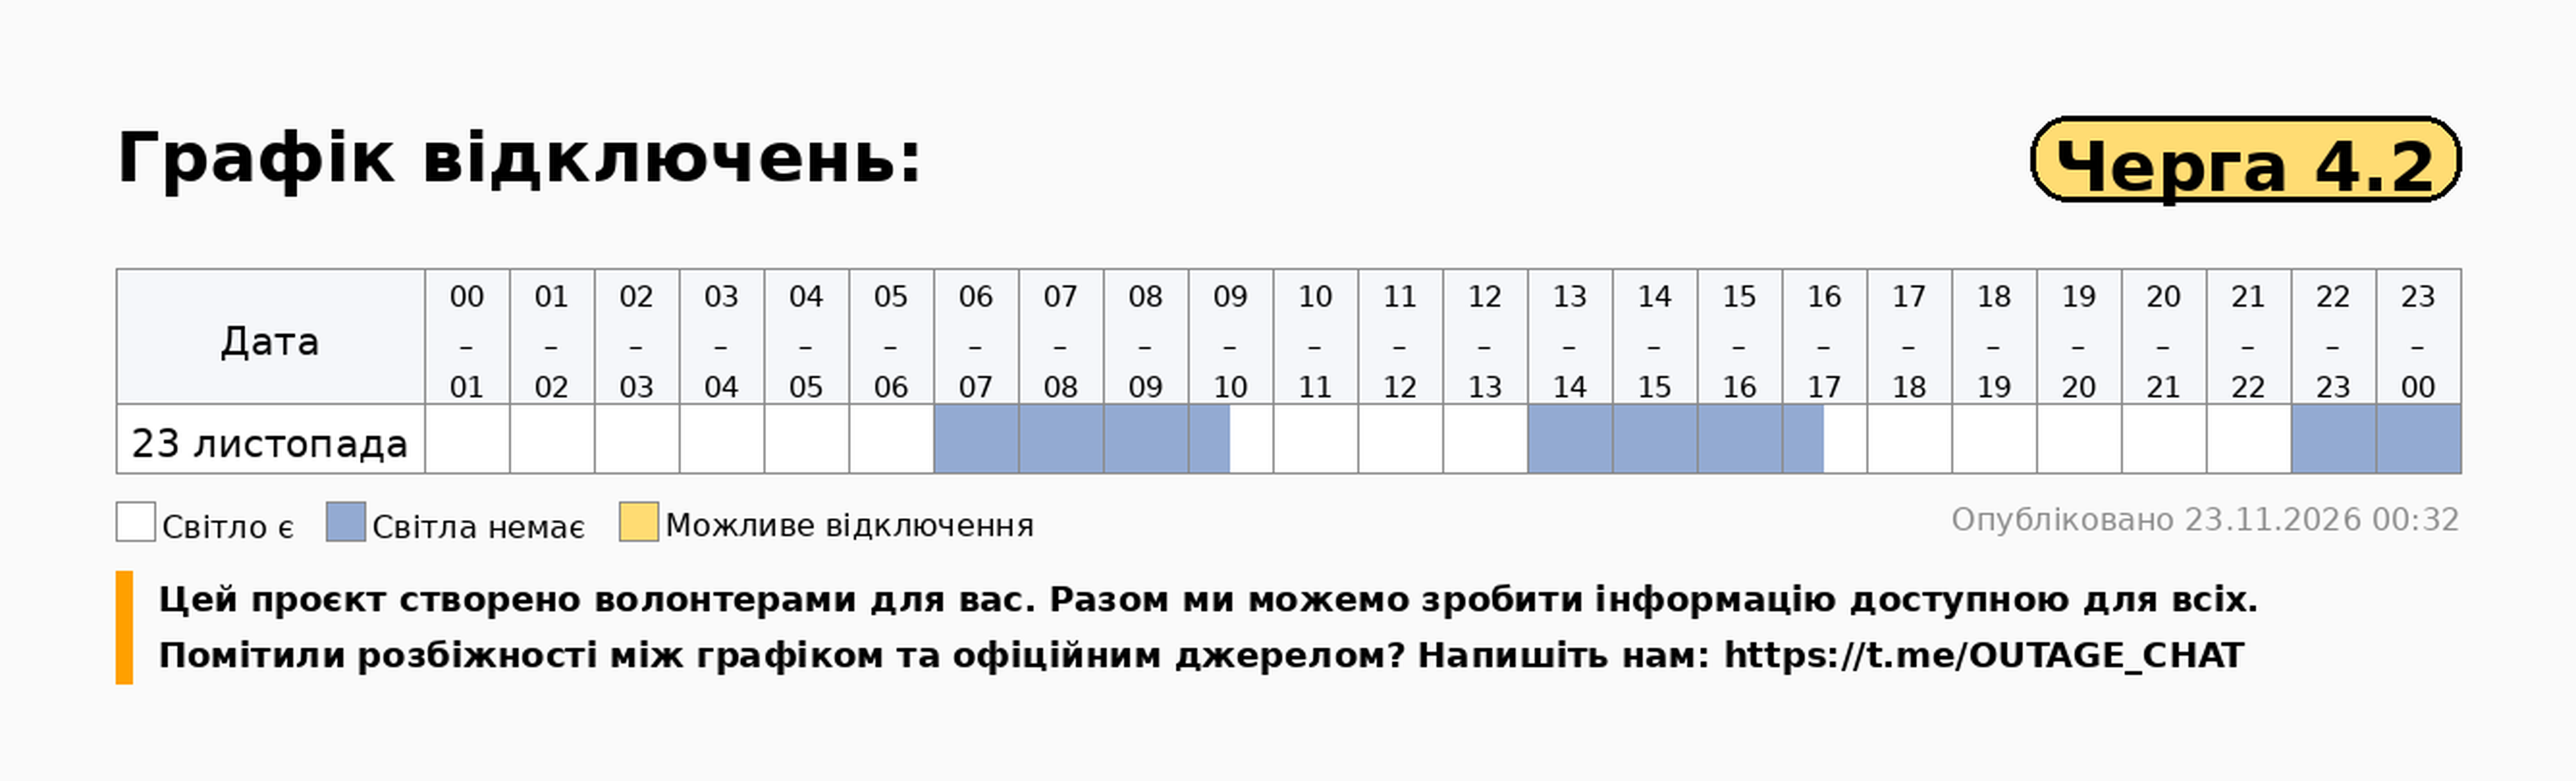 Графік відключень:
Черга 4.2
Дата
00 – 01
01 – 02
02 – 03
03 – 04
04 – 05
05 – 06
06 – 07
07 – 08
08 – 09
09 – 10
10 – 11
11 – 12
12 – 13
13 – 14
14 – 15
15 – 16
16 – 17
17 – 18
18 – 19
19 – 20
20 – 21
21 – 22
22 – 23
23 – 00
23 листопада
Світло є
Світла немає
Можливе відключення
Опубліковано 23.11.2026 00:32
Цей проєкт створено волонтерами для вас. Разом ми можемо зробити інформацію доступною для всіх.
Помітили розбіжності між графіком та офіційним джерелом? Напишіть нам: https://t.me/OUTAGE_CHAT